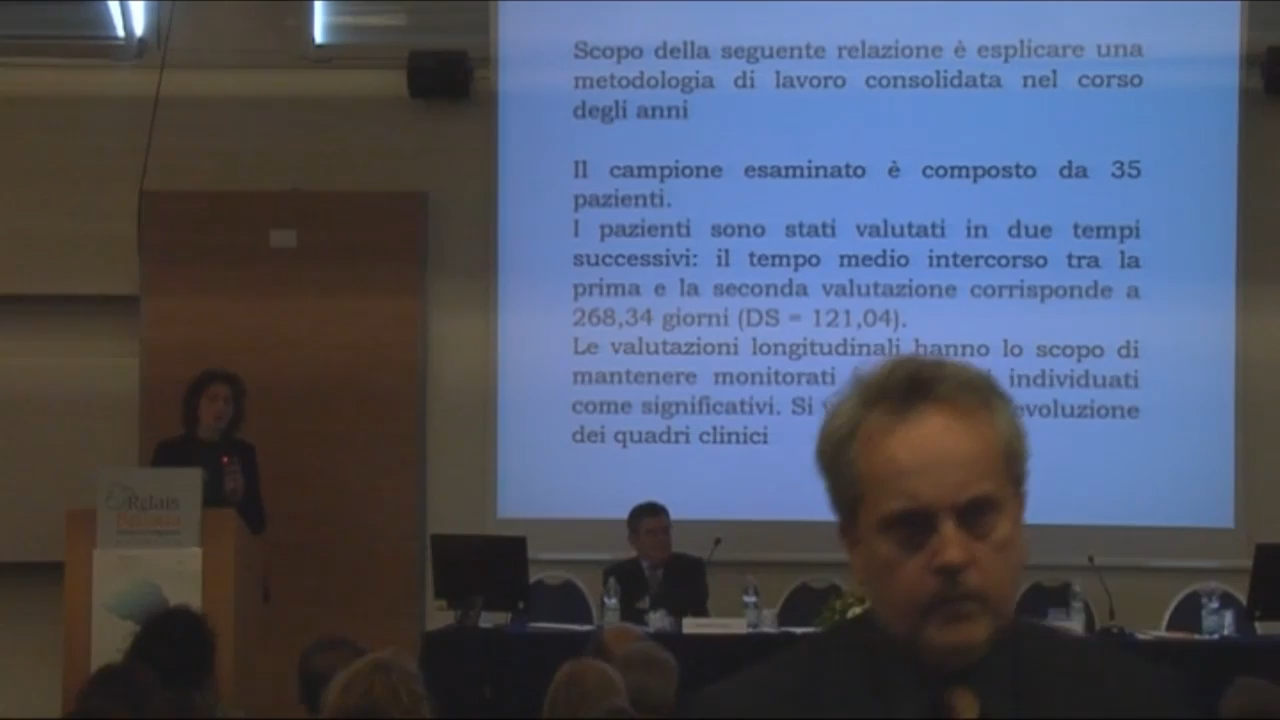 Scopo della seguente relazione è esplicare una
metodologia di lavoro consolidata nel corso
degli anni
Il campione esaminato è composto da 35
pazienti.
I pazienti sono stati valutati in due tempi
successivi: il tempo medio intercorso tra la
prima e la seconda valutazione corrisponde a
268,34 giorni (DS = 121,04).
Le valutazioni longitudinali hanno lo scopo di
mantenere monitorati individuati
come significativi. Si evoluzione
dei quadri clinici
Relais